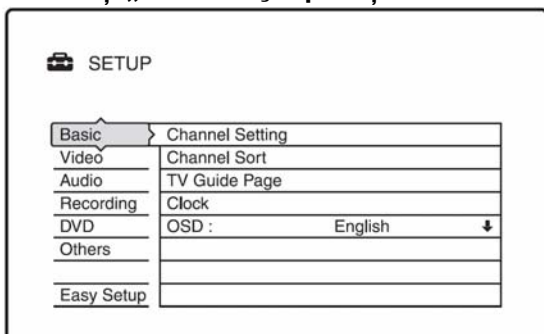 SETUP
Basic Channel Setting
Video Channel Sort
Audio TV Guide Page
Recording Clock
DVD OSD : English
Others
Easy Setup